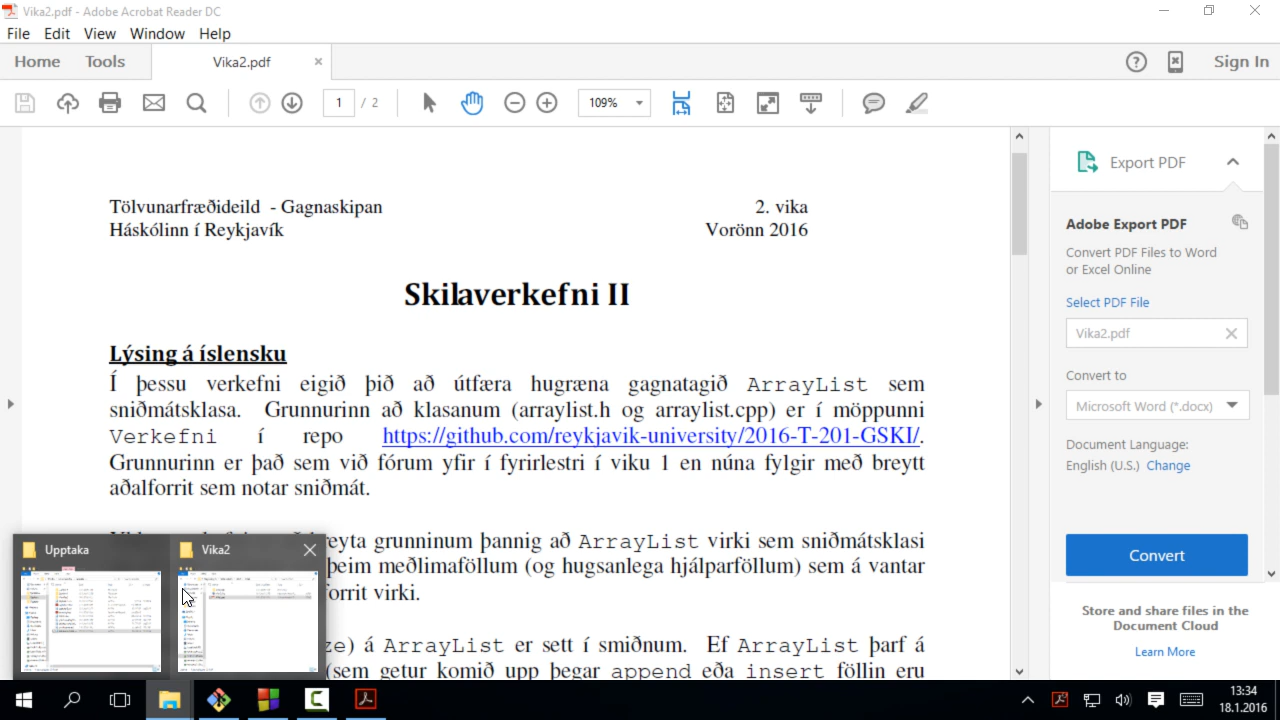 Vika2.pdf - Adobe Acrobat Reader DC
File Edit View Window Help
Home Tools Vika2.pdf Sign In
1 / 2 109%
Tölvunarfræðideild - Gagnaskipan 2. vika
Háskólinn í Reykjavík Vorönn 2016
Skilaverkefni II
Lýsing á íslensku
Í þessu verkefni eigið þið að útfæra hugræna gagnatagið ArrayList sem
sniðmátsklasa. Grunnurinn að klasanum (arraylist.h og arraylist.cpp) er í möppunni
Verkefni í repo https://github.com/reykjavik-university/2016-T-201-GSKI/.
Grunnurinn er það sem við fórum yfir í fyrirlestri í viku 1 en núna fylgir með breytt
aðalforrit sem notar sniðmát.
eyta grunninum þannig að ArrayList virki sem sniðmátsklasi
þeim meðlimaföllum (og hugsanlega hjálparföllum) sem á vantar
forrit virki.
ze) á ArrayList er sett í smiðnum. Ef ArrayList þarf á
(sem getur komið upp þegar append eða insert föllin eru
Export PDF
Adobe Export PDF
Convert PDF Files to Word
or Excel Online
Select PDF File
Vika2.pdf
Convert to
Microsoft Word (*.docx)
Document Language:
English (U.S.) Change
Convert
Store and share files in the
Document Cloud
Learn More
Upptaka Vika2
13:34
18.1.2016